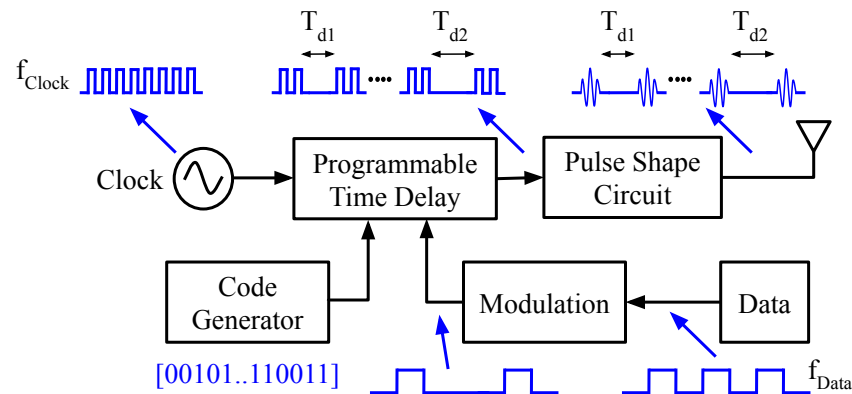 T_d1
T_d2
T_d1
T_d2
f_Clock
Clock
Programmable
Time Delay
Pulse Shape
Circuit
Code
Generator
Modulation
Data
[00101..110011]
f_Data